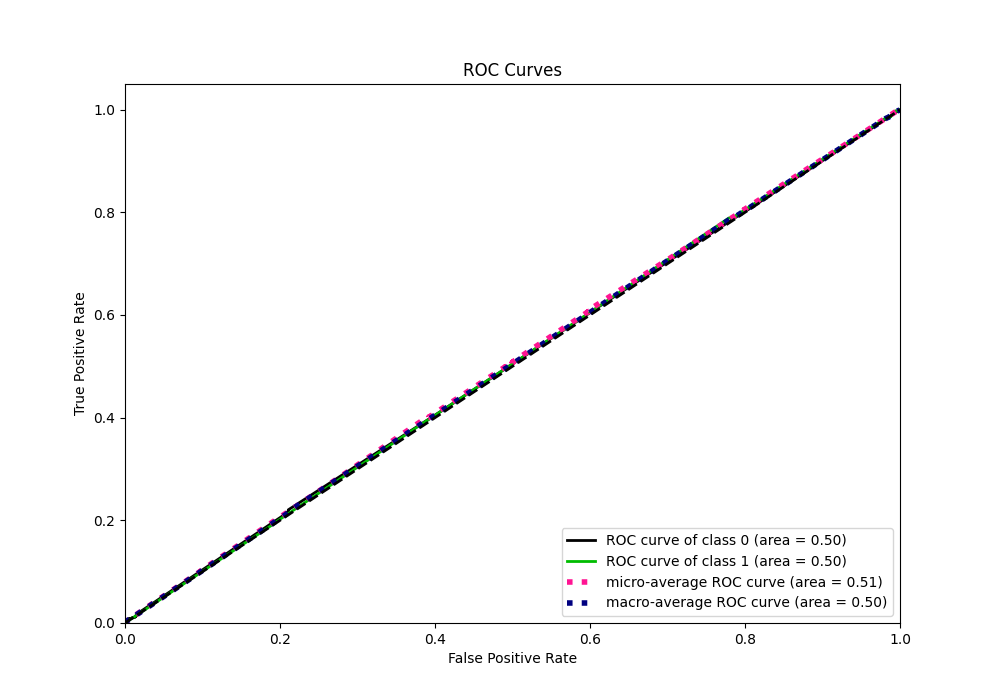 ROC Curves
1.0
0.8
0.6
0.4
0.2
0.0
True Positive Rate
ROC curve of class 0 (area = 0.50)
ROC curve of class 1 (area = 0.50)
micro-average ROC curve (area = 0.51)
macro-average ROC curve (area = 0.50)
0.0 0.2 0.4 0.6 0.8 1.0
False Positive Rate